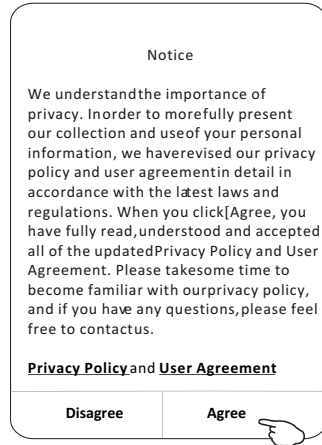 Notice
We understandthe importance of
privacy. Inorder to morefully present
our collection and useof your personal
information, we haverevised our privacy
policy and user agreementin detail in
accordance with the latest laws and
regulations. When you click[Agree, you
have fully read,understood and accepted
all of the updatedPrivacy Policy and User
Agreement. Please takesome time to
become familiar with ourprivacy policy,
and if you have any questions,please feel
free to contactus.
Privacy Policy and User Agreement
Disagree Agree